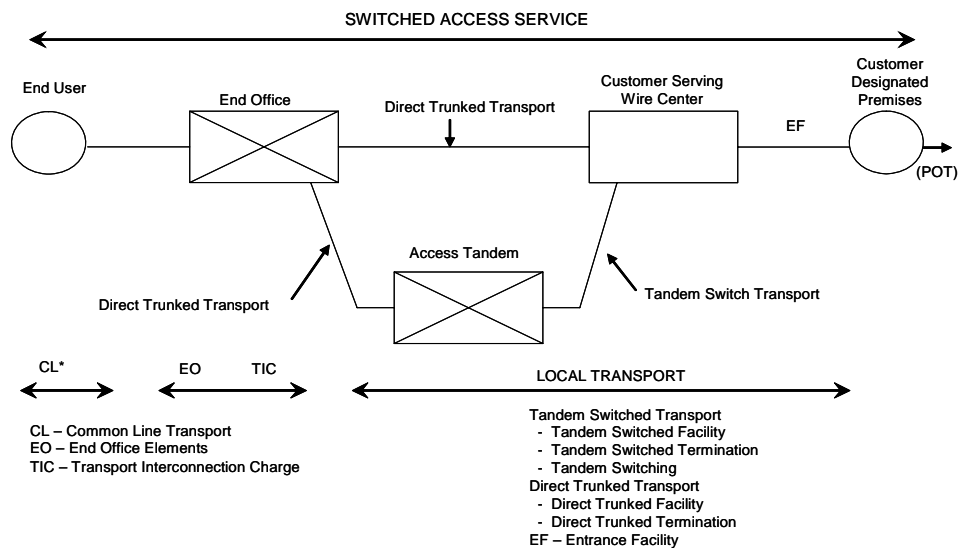 SWITCHED ACCESS SERVICE
End User
End Office
Direct Trunked Transport
Customer Serving
Wire Center
EF
Customer
Designated
Premises
(POT)
Access Tandem
Direct Trunked Transport
Tandem Switch Transport
CL*
EO
TIC
LOCAL TRANSPORT
CL – Common Line Transport
EO – End Office Elements
TIC – Transport Interconnection Charge
Tandem Switched Transport
- Tandem Switched Facility
- Tandem Switched Termination
- Tandem Switching
Direct Trunked Transport
- Direct Trunked Facility
- Direct Trunked Termination
EF – Entrance Facility